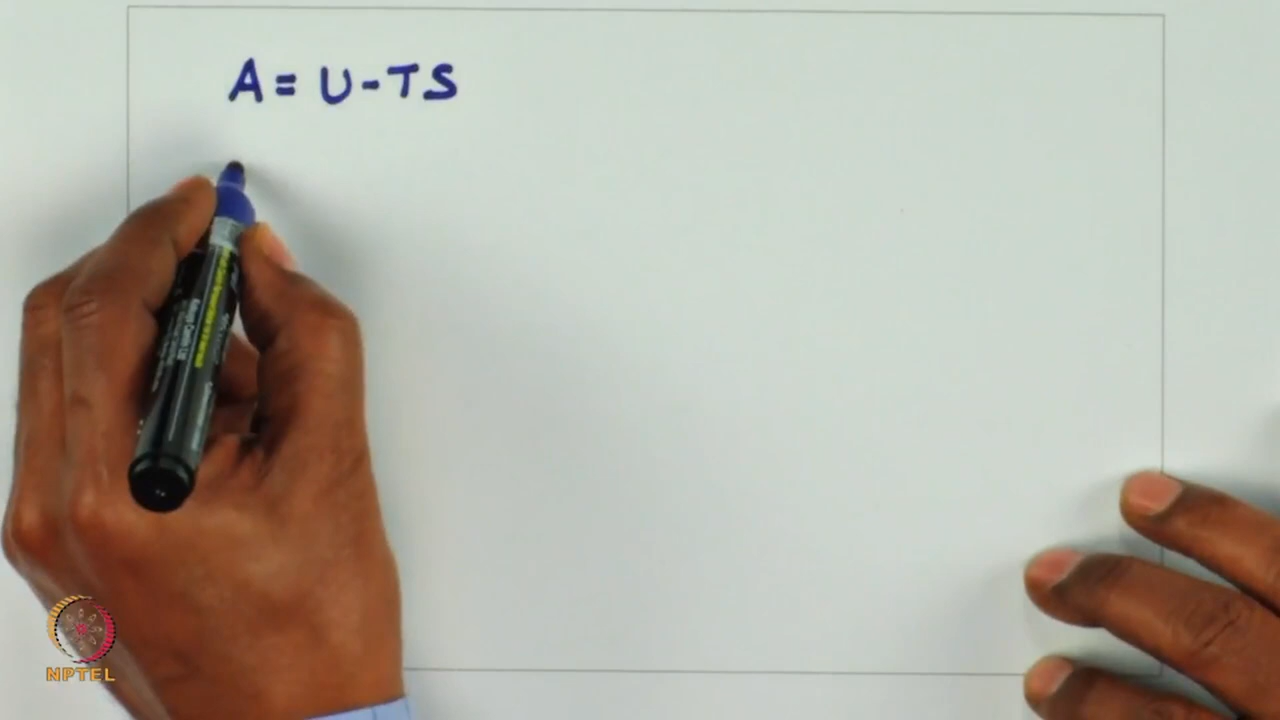 A = U - TS
NPTEL